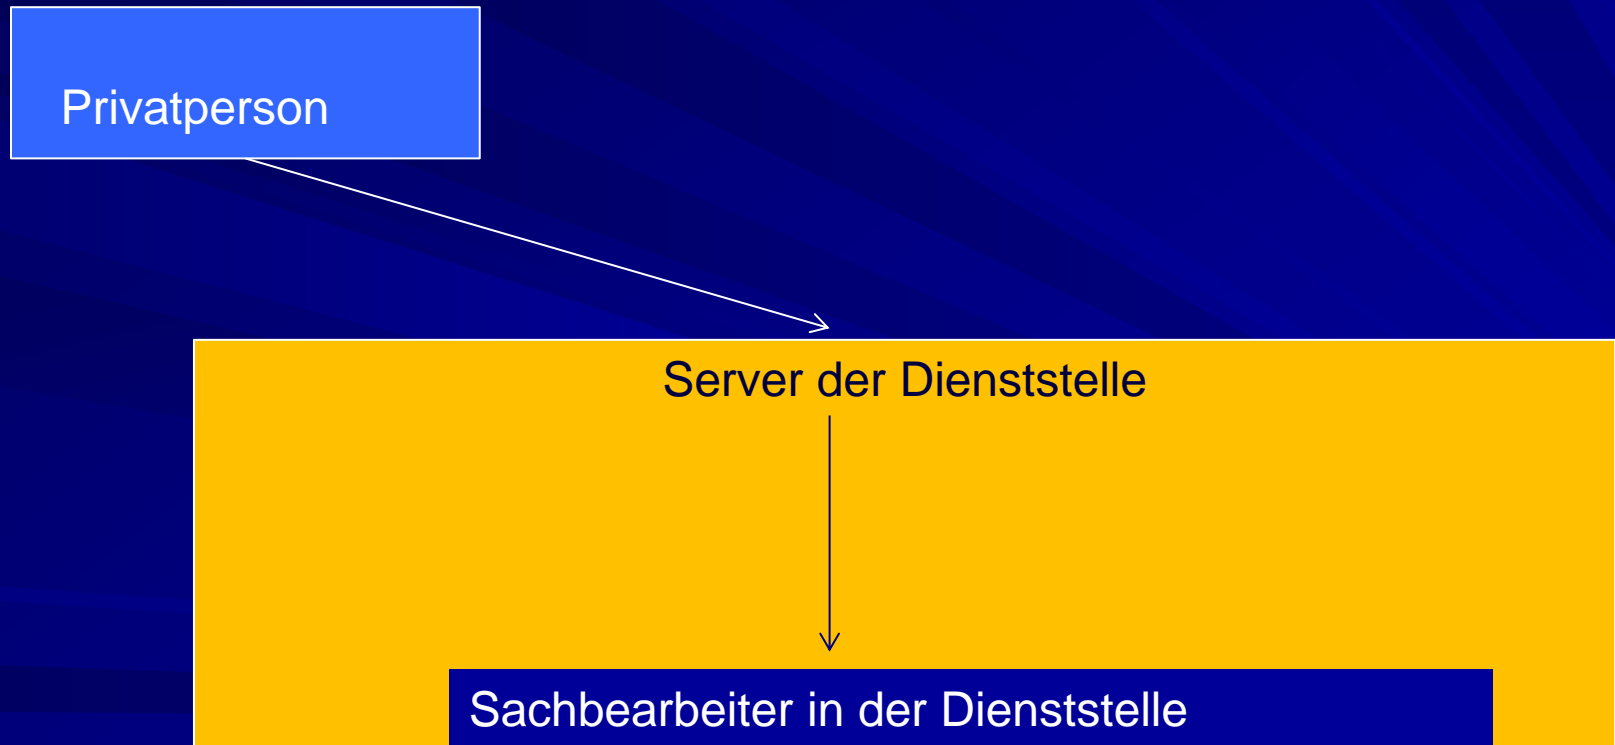 Privatperson
Server der Dienststelle
Sachbearbeiter in der Dienststelle